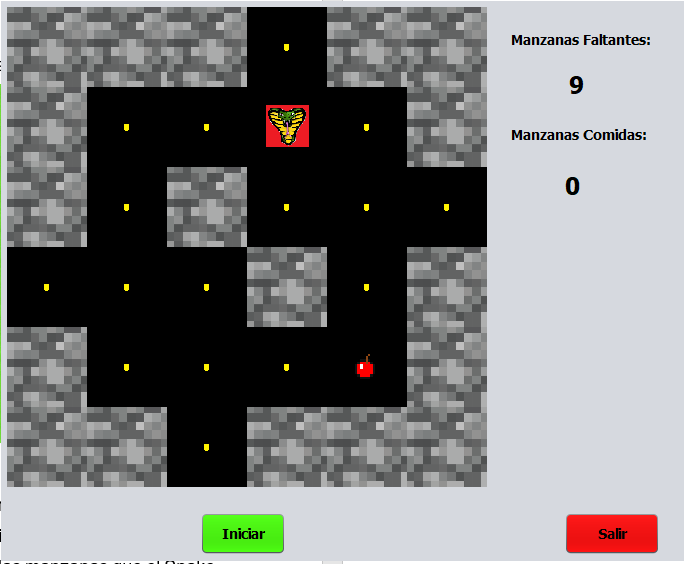 Manzanas Faltantes:
9
Manzanas Comidas:
0
Iniciar
Salir